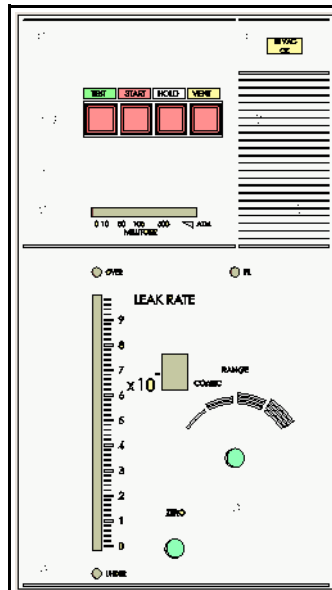 HI VAC
OK
TEST START HOLD VENT
0 10 50 100 500 ATM.
MILLITORR
OVER FIL
LEAK RATE
9
8
7
RANGE
x 10 -
6
5
4
3
2
ZERO
1
0
UNDER